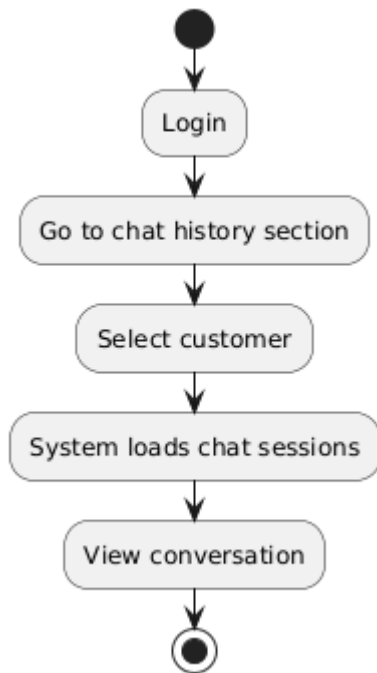 Login
Go to chat history section
Select customer
System loads chat sessions
View conversation